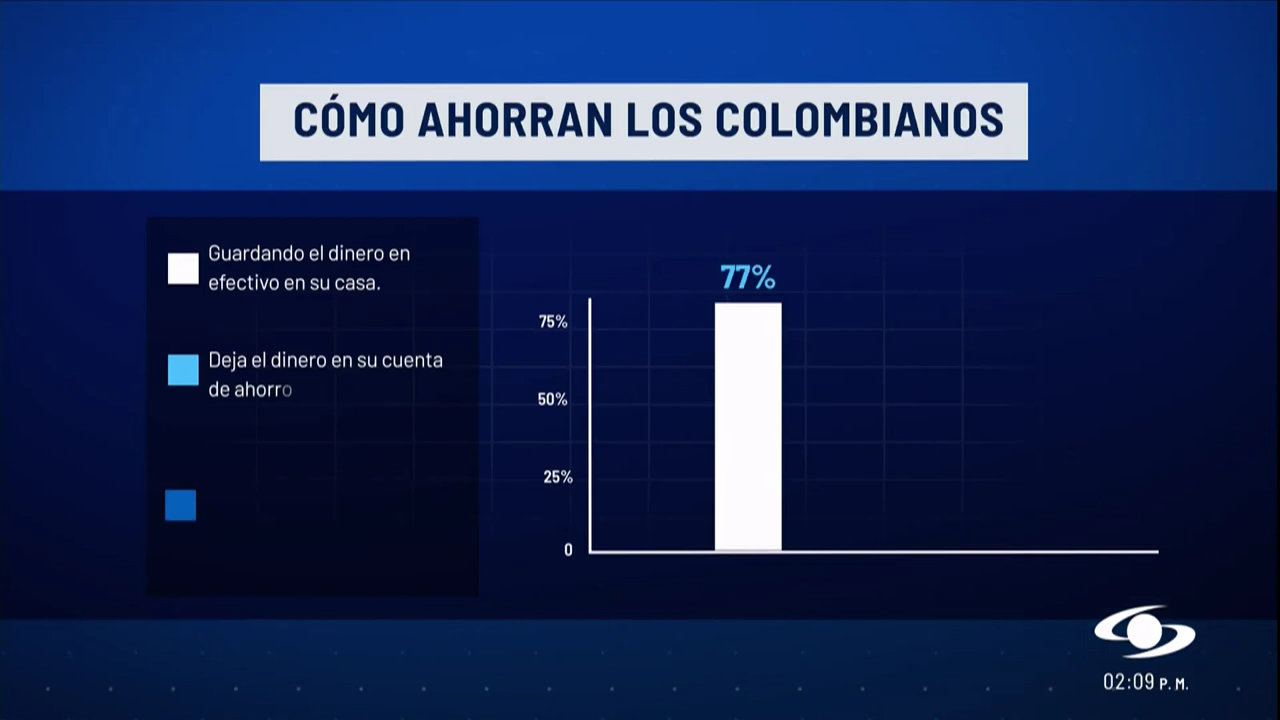 CÓMO AHORRAN LOS COLOMBIANOS
Guardando el dinero en
efectivo en su casa.
Deja el dinero en su cuenta
de ahorro
77%
75%
50%
25%
0
02:09 P. M.